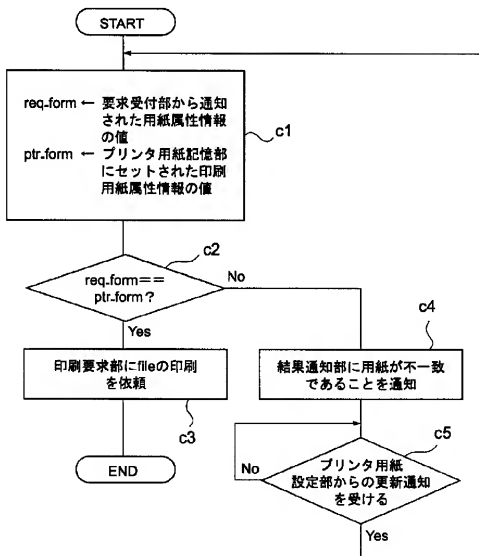 START
req-form ← 要求受付部から通知
された用紙属性情報
の値
ptr-form ← プリンタ用紙記憶部
にセットされた印刷
用紙属性情報の値
c1
c2
req-form==
ptr-form?
No
Yes
c4
印刷要求部にfileの印刷
を依頼
結果通知部に用紙が不一致
であることを通知
c3
c5
END
プリンタ用紙
設定部からの更新通知
を受ける
No
Yes